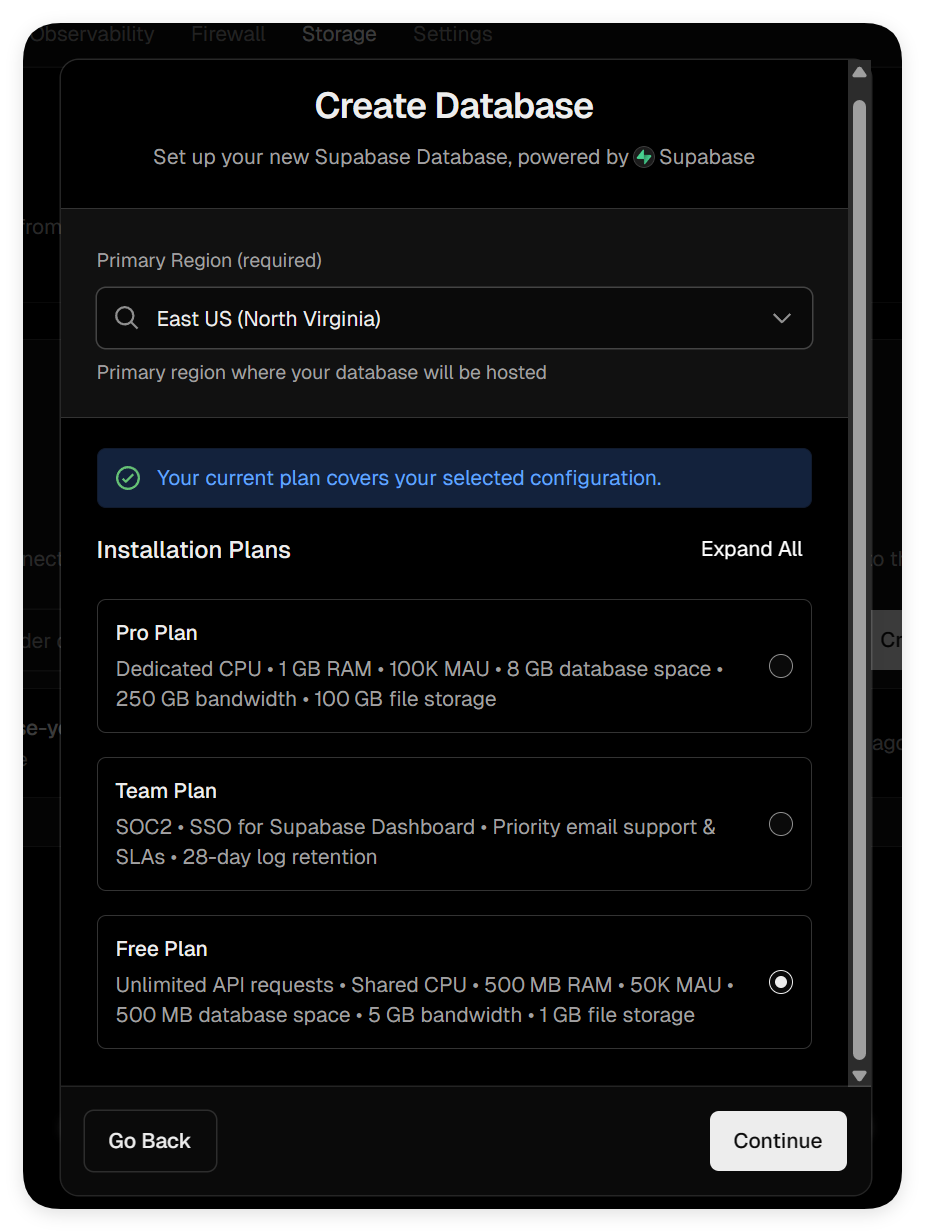 Observability Firewall Storage Settings
Create Database
Set up your new Supabase Database, powered by Supabase
from
Primary Region (required)
East US (North Virginia)
Primary region where your database will be hosted
Your current plan covers your selected configuration.
Installation Plans
Expand All
Pro Plan
Dedicated CPU • 1 GB RAM • 100K MAU • 8 GB database space •
250 GB bandwidth • 100 GB file storage
Team Plan
SOC2 • SSO for Supabase Dashboard • Priority email support &
SLAs • 28-day log retention
Free Plan
Unlimited API requests • Shared CPU • 500 MB RAM • 50K MAU •
500 MB database space • 5 GB bandwidth • 1 GB file storage
Go Back
Continue